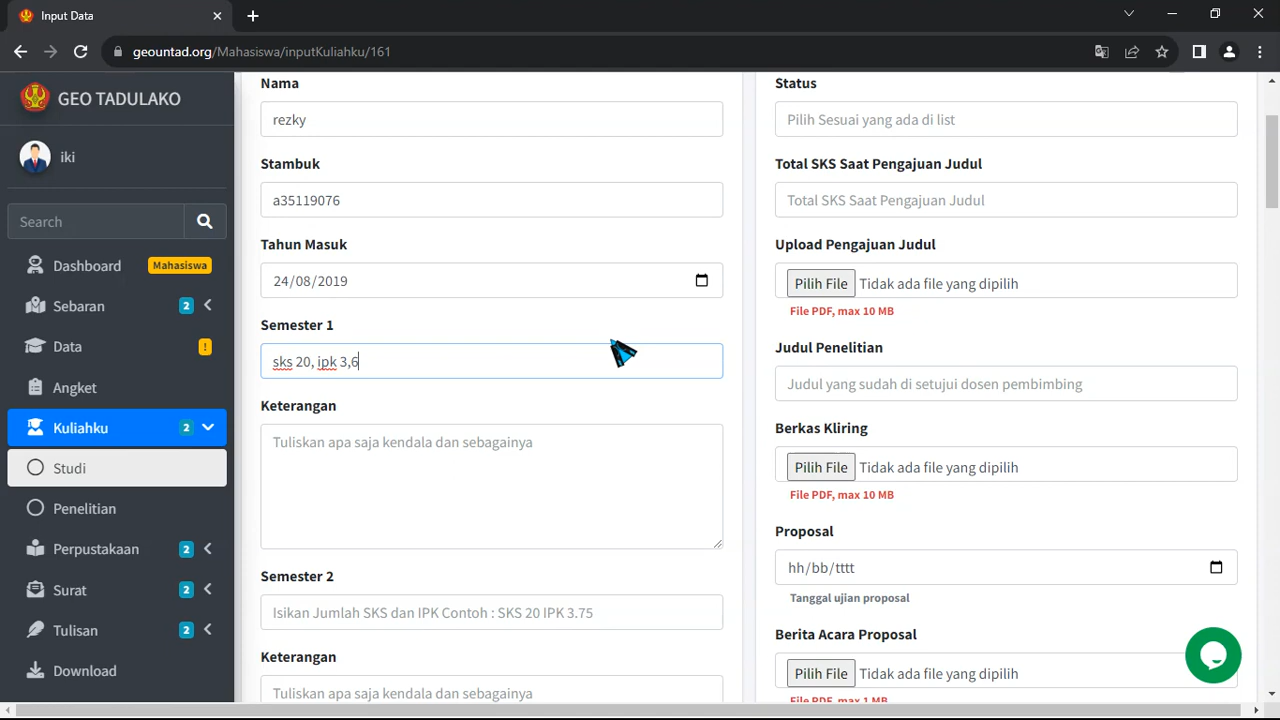 Input Data
geountad.org/Mahasiswa/inputKuliahku/161
GEO TADULAKO
iki
Search
Dashboard Mahasiswa
Sebaran 2
Data !
Angket
Kuliahku 2
Studi
Penelitian
Perpustakaan 2
Surat 2
Tulisan 2
Download
Nama
rezky
Stambuk
a35119076
Tahun Masuk
24/08/2019
Semester 1
sks 20, ipk 3,6
Keterangan
Tuliskan apa saja kendala dan sebagainya
Semester 2
Isikan Jumlah SKS dan IPK Contoh : SKS 20 IPK 3.75
Keterangan
Tuliskan apa saja kendala dan sebagainya
Status
Pilih Sesuai yang ada di list
Total SKS Saat Pengajuan Judul
Total SKS Saat Pengajuan Judul
Upload Pengajuan Judul
Pilih File Tidak ada file yang dipilih
File PDF, max 10 MB
Judul Penelitian
Judul yang sudah di setujui dosen pembimbing
Berkas Kliring
Pilih File Tidak ada file yang dipilih
File PDF, max 10 MB
Proposal
hh/bb/tttt
Tanggal ujian proposal
Berita Acara Proposal
Pilih File Tidak ada file yang dipilih
File PDF, max 1 MB